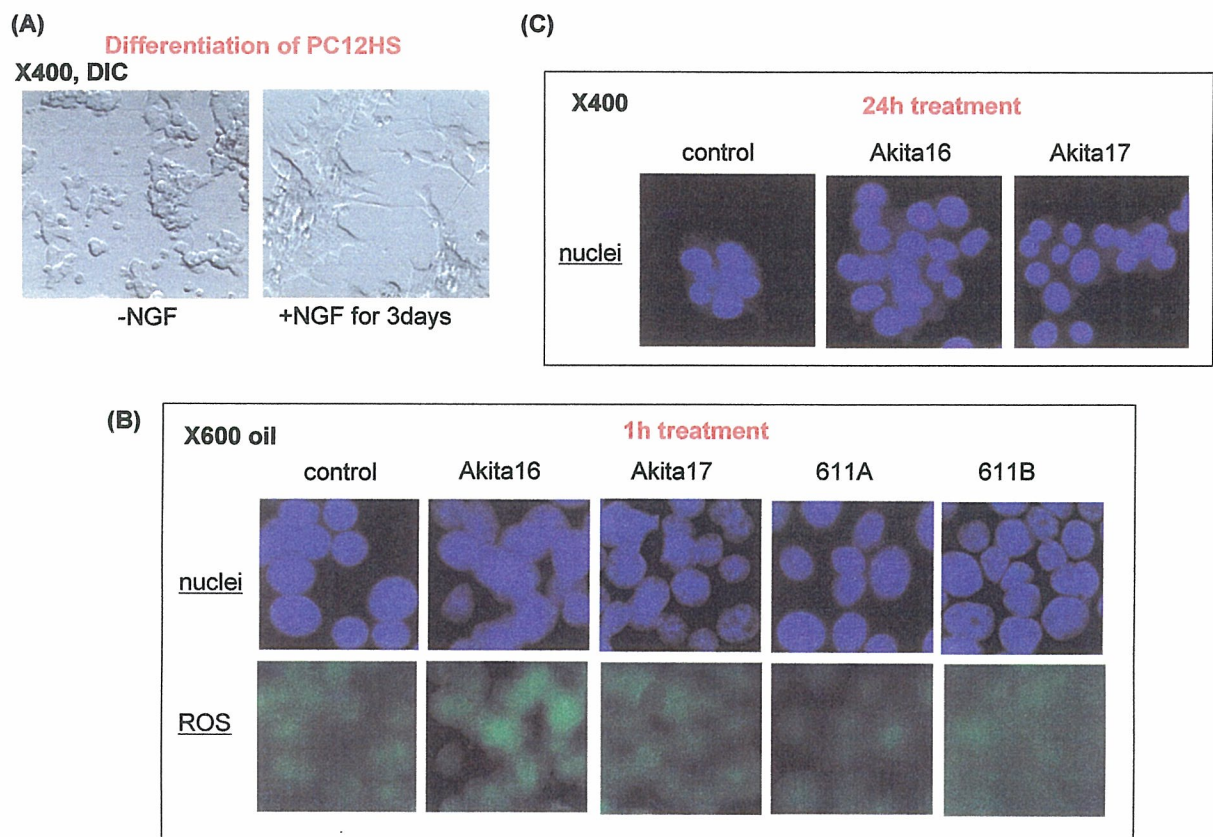 (A)
Differentiation of PC12HS
X400, DIC
-NGF
+NGF for 3days
(C)
X400
24h treatment
control
Akita16
Akita17
nuclei
(B)
X600 oil
1h treatment
control
Akita16
Akita17
611A
611B
nuclei
ROS